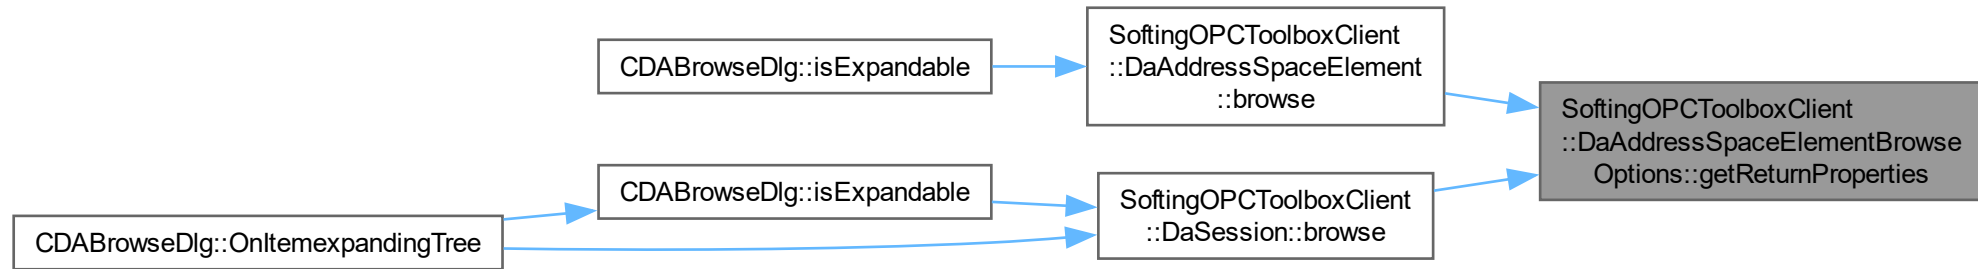 CDABrowseDlg::isExpandable
SoftingOPCToolboxClient
::DaAddressSpaceElement
::browse
SoftingOPCToolboxClient
::DaAddressSpaceElementBrowse
Options::getReturnProperties
CDABrowseDlg::isExpandable
SoftingOPCToolboxClient
::DaSession::browse
CDABrowseDlg::OnItemexpandingTree